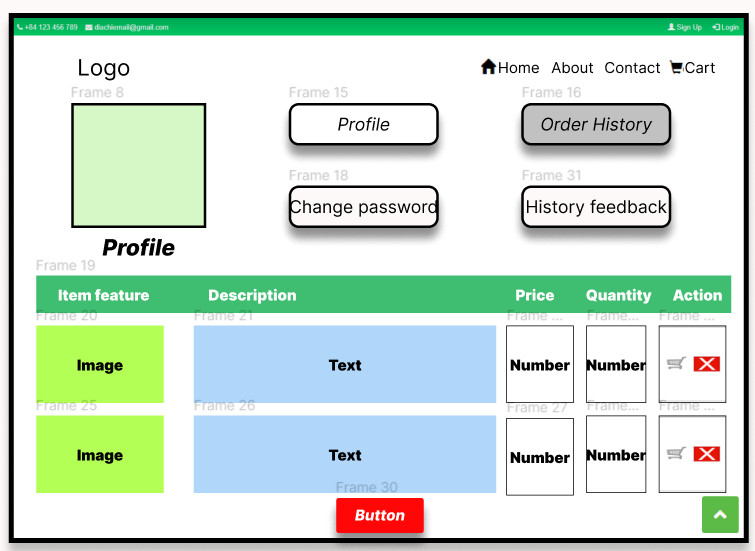 +84 123 456 789 diachiemail@gmail.com Sign Up Login
Logo Home About Contact Cart
Frame 8 Frame 15 Frame 16
Profile Order History
Frame 18 Frame 31
Change password History feedback
Profile
Frame 19
Item feature Description Price Quantity Action
Frame 20 Frame 21 Frame ... Frame... Frame ...
Image Text Number Number
Frame 25 Frame 26 Frame 27 Frame... Frame ...
Image Text Number Number
Frame 30
Button